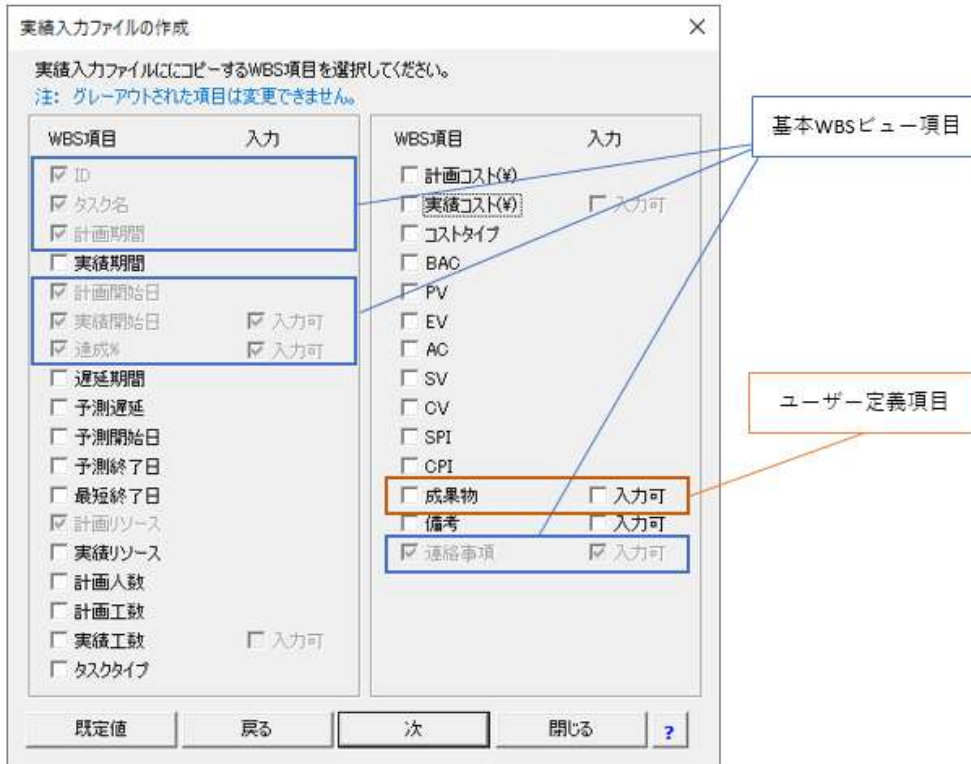 実績入力ファイルの作成
実績入力ファイルににコピーするWBS項目を選択してください。
注: グレーアウトされた項目は変更できません。
WBS項目 入力
ID
タスク名
計画期間
実績期間
計画開始日
実績開始日 入力可
達成% 入力可
遅延期間
予測遅延
予測開始日
予測終了日
最短終了日
計画リソース
実績リソース
計画人数
計画工数
実績工数 入力可
タスクタイプ
WBS項目 入力
計画コスト(¥)
実績コスト(¥) 入力可
コストタイプ
BAC
PV
EV
AC
SV
CV
SPI
CPI
成果物 入力可
備考 入力可
連絡事項 入力可
既定値 戻る 次 閉じる ?
基本WBSビュー項目
ユーザー定義項目